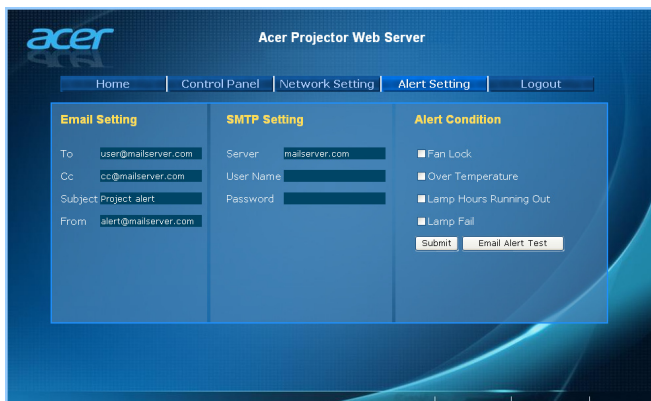 acer
Acer Projector Web Server
Home Control Panel Network Setting Alert Setting Logout
Email Setting
To user@mailserver.com
Cc cc@mailserver.com
Subject Project alert
From alert@mailserver.com
SMTP Setting
Server mailserver.com
User Name
Password
Alert Condition
Fan Lock
Over Temperature
Lamp Hours Running Out
Lamp Fail
Submit Email Alert Test